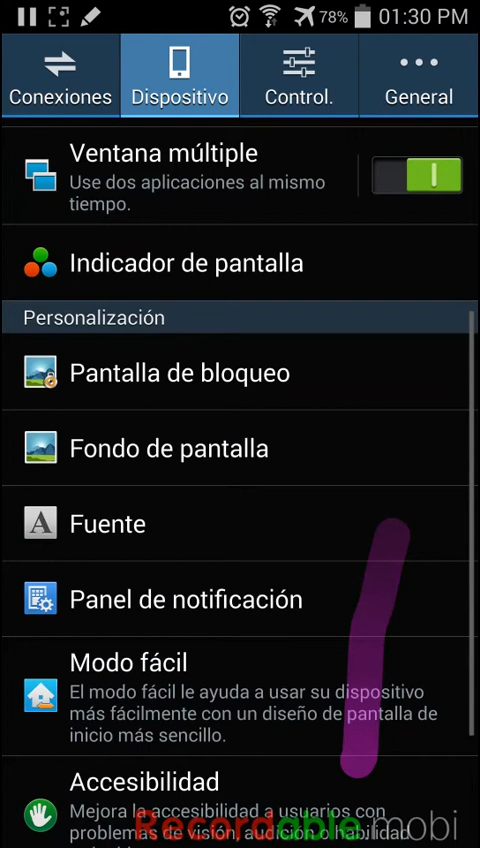 78% 01:30 PM
Conexiones Dispositivo Control. General
Ventana múltiple
Use dos aplicaciones al mismo
tiempo.
Indicador de pantalla
Personalización
Pantalla de bloqueo
Fondo de pantalla
A Fuente
Panel de notificación
Modo fácil
El modo fácil le ayuda a usar su dispositivo
más fácilmente con un diseño de pantalla de
inicio más sencillo.
Accesibilidad
Mejora la accesibilidad a usuarios con
problemas de visión, audición o habilidad
Recordable.mobi